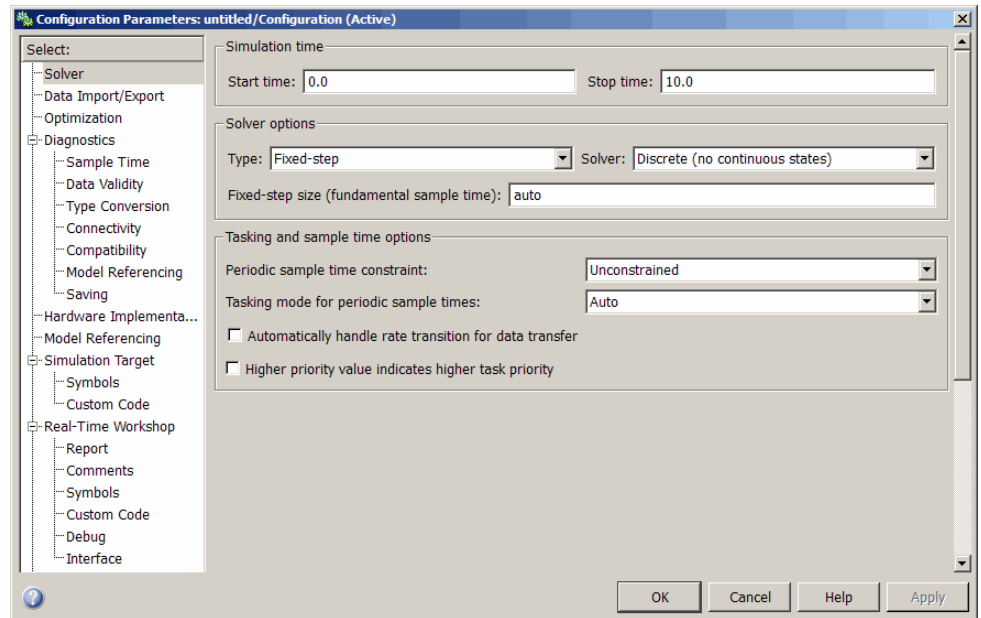 Configuration Parameters: untitled/Configuration (Active)
Select:
Solver
Data Import/Export
Optimization
Diagnostics
Sample Time
Data Validity
Type Conversion
Connectivity
Compatibility
Model Referencing
Saving
Hardware Implementa...
Model Referencing
Simulation Target
Symbols
Custom Code
Real-Time Workshop
Report
Comments
Symbols
Custom Code
Debug
Interface
Simulation time
Start time: 0.0 Stop time: 10.0
Solver options
Type: Fixed-step Solver: Discrete (no continuous states)
Fixed-step size (fundamental sample time): auto
Tasking and sample time options
Periodic sample time constraint: Unconstrained
Tasking mode for periodic sample times: Auto
Automatically handle rate transition for data transfer
Higher priority value indicates higher task priority
OK Cancel Help Apply